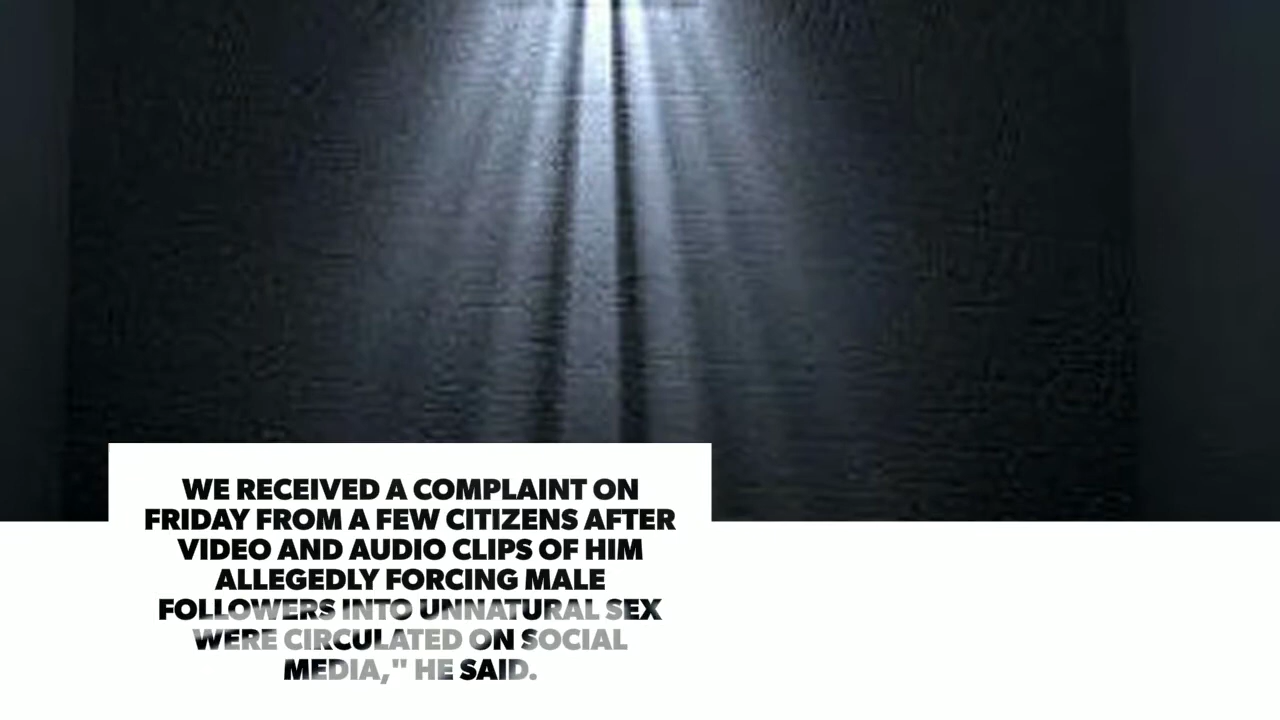 WE RECEIVED A COMPLAINT ON
FRIDAY FROM A FEW CITIZENS AFTER
VIDEO AND AUDIO CLIPS OF HIM
ALLEGEDLY FORCING MALE
FOLLOWERS INTO UNNATURAL SEX
WERE CIRCULATED ON SOCIAL
MEDIA," HE SAID.